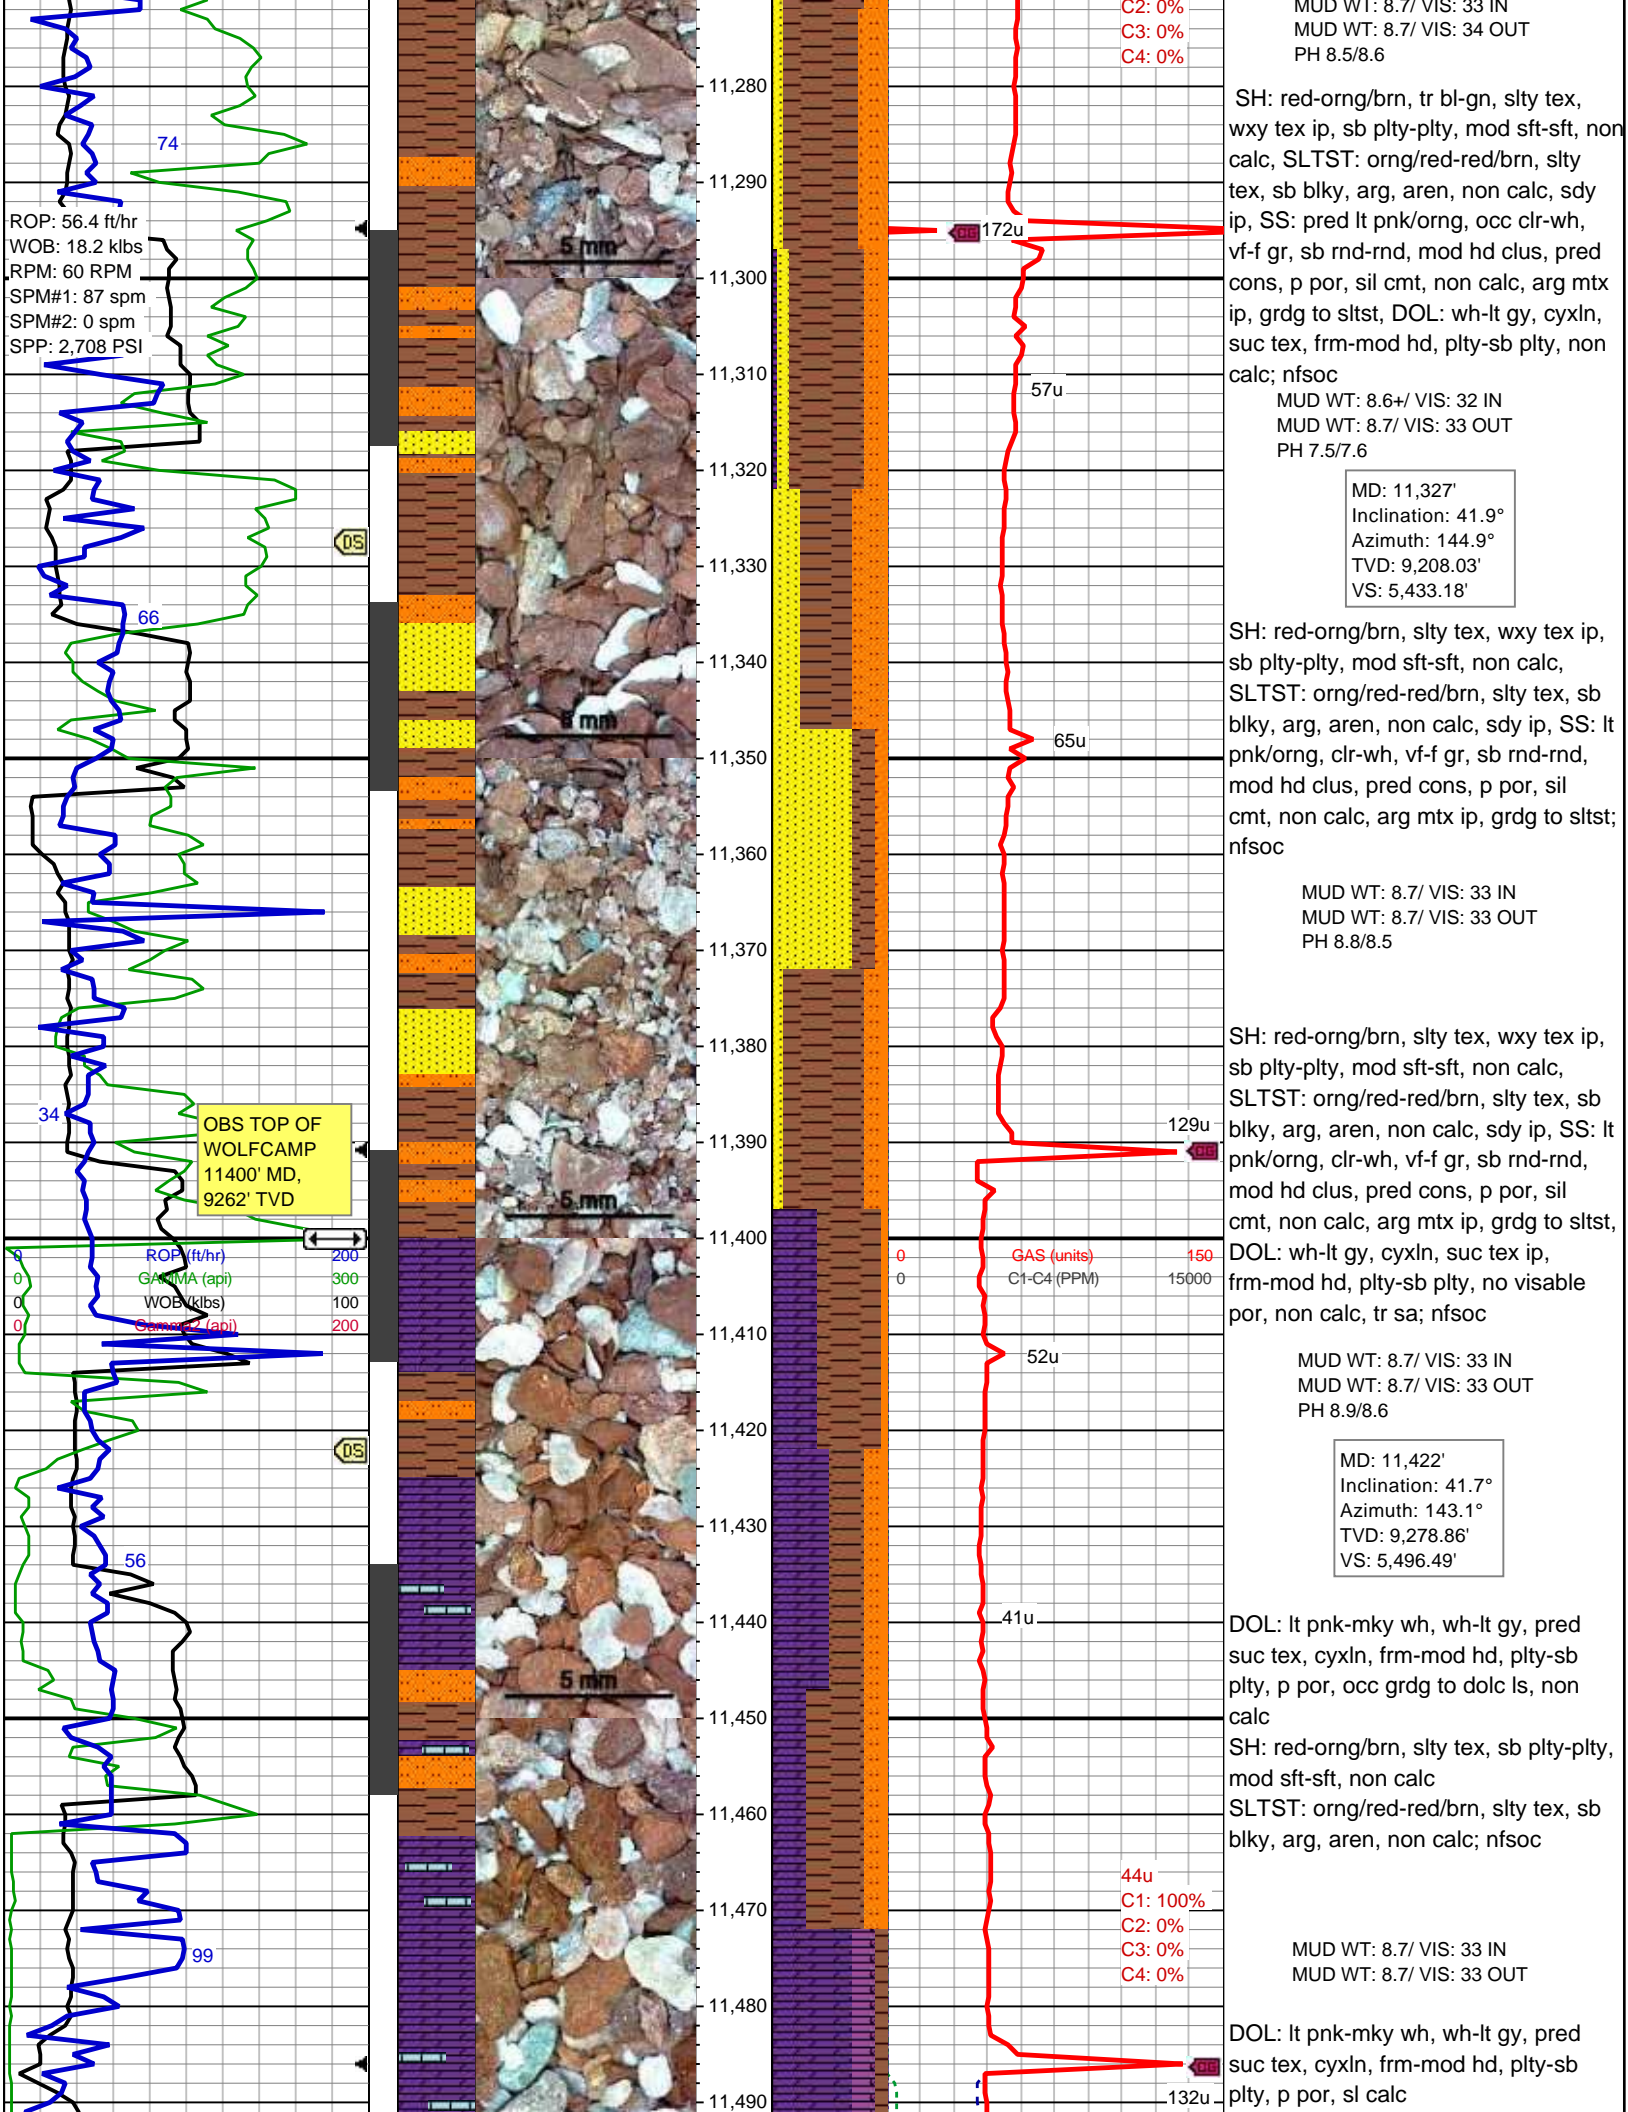 C2: 0%
C3: 0%
C4: 0%
MUD WT: 8.7/ VIS: 33 IN
MUD WT: 8.7/ VIS: 34 OUT
PH 8.5/8.6
74
ROP: 56.4 ft/hr
WOB: 18.2 klbs
RPM: 60 RPM
SPM#1: 87 spm
SPM#2: 0 spm
SPP: 2,708 PSI
DS
66
34
OBS TOP OF
WOLFCAMP
11400' MD,
9262' TVD
0 ROP (ft/hr) 200
0 GAMMA (api) 300
0 WOB (klbs) 100
0 Gamma2 (api) 200
DS
56
99
5 mm
5 mm
5 mm
5 mm
11,280
11,290
11,300
11,310
11,320
11,330
11,340
11,350
11,360
11,370
11,380
11,390
11,400
11,410
11,420
11,430
11,440
11,450
11,460
11,470
11,480
11,490
CG 172u
57u
65u
129u
CG
0 GAS (units) 150
0 C1-C4 (PPM) 15000
52u
41u
44u
C1: 100%
C2: 0%
C3: 0%
C4: 0%
CG
132u
SH: red-orng/brn, tr bl-gn, slty tex,
wxy tex ip, sb plty-plty, mod sft-sft, non
calc, SLTST: orng/red-red/brn, slty
tex, sb blky, arg, aren, non calc, sdy
ip, SS: pred lt pnk/orng, occ clr-wh,
vf-f gr, sb rnd-rnd, mod hd clus, pred
cons, p por, sil cmt, non calc, arg mtx
ip, grdg to sltst, DOL: wh-lt gy, cyxln,
suc tex, frm-mod hd, plty-sb plty, non
calc; nfsoc
MUD WT: 8.6+/ VIS: 32 IN
MUD WT: 8.7/ VIS: 33 OUT
PH 7.5/7.6
MD: 11,327'
Inclination: 41.9°
Azimuth: 144.9°
TVD: 9,208.03'
VS: 5,433.18'
SH: red-orng/brn, slty tex, wxy tex ip,
sb plty-plty, mod sft-sft, non calc,
SLTST: orng/red-red/brn, slty tex, sb
blky, arg, aren, non calc, sdy ip, SS: lt
pnk/orng, clr-wh, vf-f gr, sb rnd-rnd,
mod hd clus, pred cons, p por, sil
cmt, non calc, arg mtx ip, grdg to sltst;
nfsoc
MUD WT: 8.7/ VIS: 33 IN
MUD WT: 8.7/ VIS: 33 OUT
PH 8.8/8.5
SH: red-orng/brn, slty tex, wxy tex ip,
sb plty-plty, mod sft-sft, non calc,
SLTST: orng/red-red/brn, slty tex, sb
blky, arg, aren, non calc, sdy ip, SS: lt
pnk/orng, clr-wh, vf-f gr, sb rnd-rnd,
mod hd clus, pred cons, p por, sil
cmt, non calc, arg mtx ip, grdg to sltst,
DOL: wh-lt gy, cyxln, suc tex ip,
frm-mod hd, plty-sb plty, no visable
por, non calc, tr sa; nfsoc
MUD WT: 8.7/ VIS: 33 IN
MUD WT: 8.7/ VIS: 33 OUT
PH 8.9/8.6
MD: 11,422'
Inclination: 41.7°
Azimuth: 143.1°
TVD: 9,278.86'
VS: 5,496.49'
DOL: lt pnk-mky wh, wh-lt gy, pred
suc tex, cyxln, frm-mod hd, plty-sb
plty, p por, occ grdg to dolc ls, non
calc
SH: red-orng/brn, slty tex, sb plty-plty,
mod sft-sft, non calc
SLTST: orng/red-red/brn, slty tex, sb
blky, arg, aren, non calc; nfsoc
MUD WT: 8.7/ VIS: 33 IN
MUD WT: 8.7/ VIS: 33 OUT
DOL: lt pnk-mky wh, wh-lt gy, pred
suc tex, cyxln, frm-mod hd, plty-sb
plty, p por, sl calc